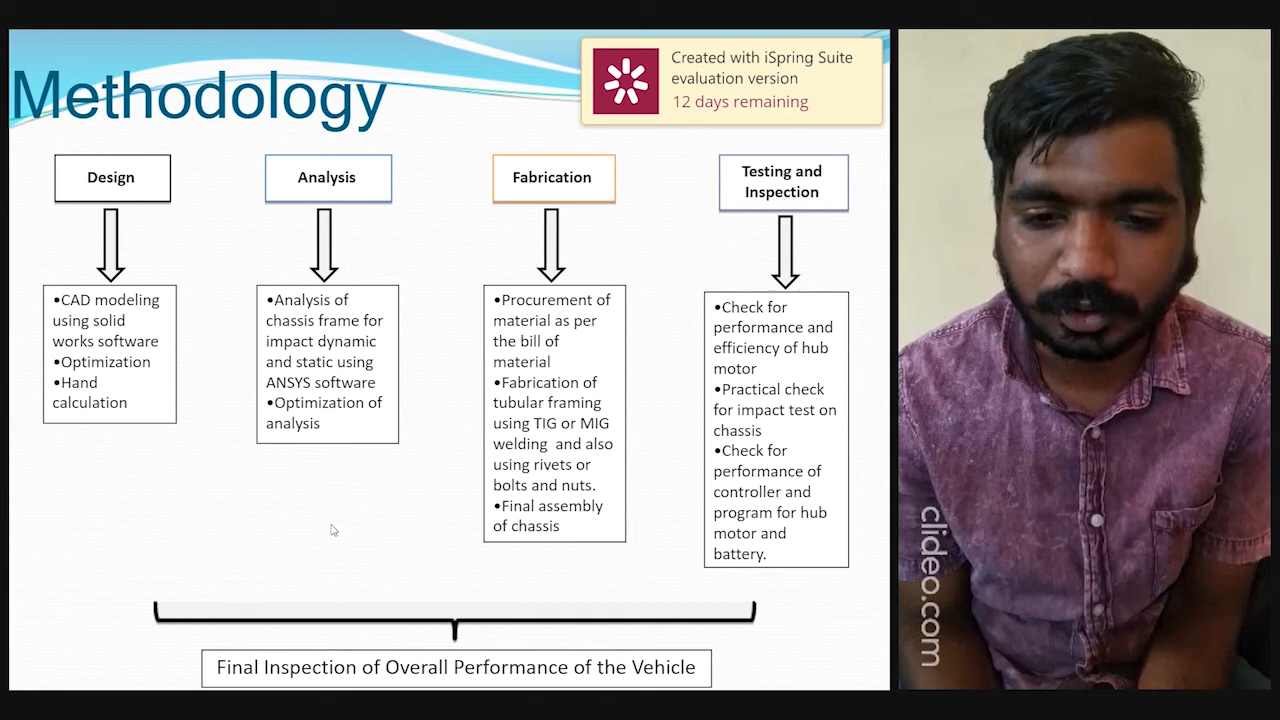 Methodology
Created with iSpring Suite
evaluation version
12 days remaining
Design
•CAD modeling
using solid
works software
•Optimization
•Hand
calculation
Analysis
•Analysis of
chassis frame for
impact dynamic
and static using
ANSYS software
•Optimization of
analysis
Fabrication
•Procurement of
material as per
the bill of
material
•Fabrication of
tubular framing
using TIG or MIG
welding and also
using rivets or
bolts and nuts.
•Final assembly
of chassis
Testing and
Inspection
•Check for
performance and
efficiency of hub
motor
•Practical check
for impact test on
chassis
•Check for
performance of
controller and
program for hub
motor and
battery.
Final Inspection of Overall Performance of the Vehicle
clideo.com